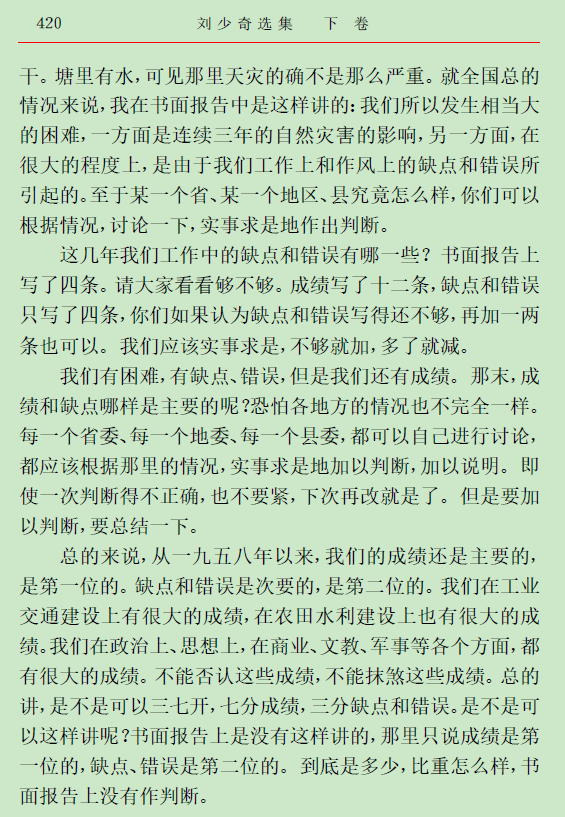 420 刘少奇选集 下卷
干。塘里有水,可见那里天灾的确不是那么严重。就全国总的
情况来说,我在书面报告中是这样讲的:我们所以发生相当大
的困难,一方面是连续三年的自然灾害的影响,另一方面,在
很大的程度上,是由于我们工作上和作风上的缺点和错误所
引起的。至于某一个省、某一个地区、县究竟怎么样,你们可以
根据情况,讨论一下,实事求是地作出判断。
这几年我们工作中的缺点和错误有哪一些?书面报告上
写了四条。请大家看看够不够。成绩写了十二条,缺点和错误
只写了四条,你们如果认为缺点和错误写得还不够,再加一两
条也可以。我们应该实事求是,不够就加,多了就减。
我们有困难,有缺点、错误,但是我们还有成绩。那末,成
绩和缺点哪样是主要的呢?恐怕各地方的情况也不完全一样。
每一个省委、每一个地委、每一个县委,都可以自己进行讨论,
都应该根据那里的情况,实事求是地加以判断,加以说明。即
使一次判断得不正确,也不要紧,下次再改就是了。但是要加
以判断,要总结一下。
总的来说,从一九五八年以来,我们的成绩还是主要的,
是第一位的。缺点和错误是次要的,是第二位的。我们在工业
交通建设上有很大的成绩,在农田水利建设上也有很大的成
绩。我们在政治上、思想上,在商业、文教、军事等各个方面,都
有很大的成绩。不能否认这些成绩,不能抹煞这些成绩。总的
讲,是不是可以三七开,七分成绩,三分缺点和错误。是不是可
以这样讲呢?书面报告上是没有这样讲的,那里只说成绩是第
一位的,缺点、错误是第二位的。到底是多少,比重怎么样,书
面报告上没有作判断。